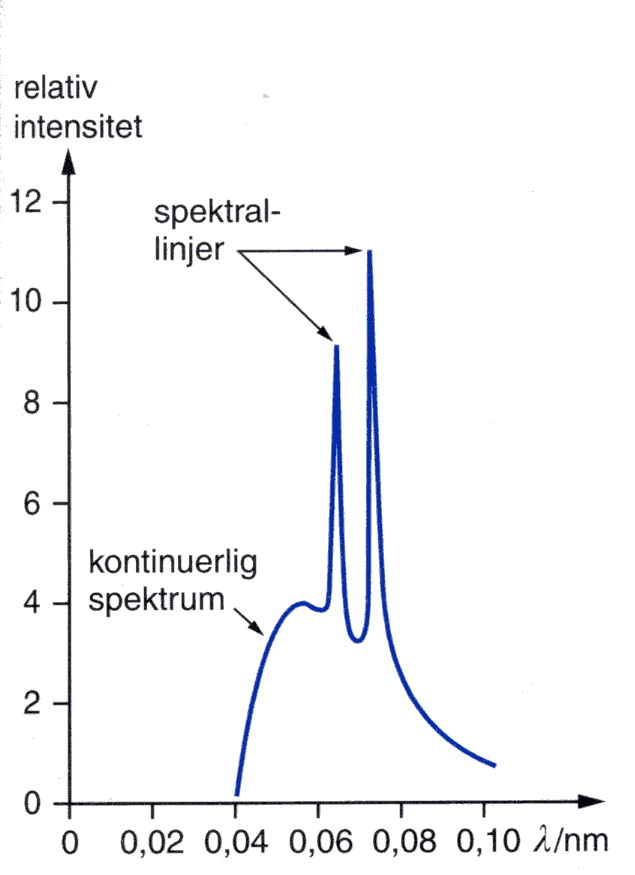 relativ
intensitet
12
spektral-
linjer
10
8
6
kontinuerlig
spektrum
4
2
0
0 0,02 0,04 0,06 0,08 0,10 λ/nm